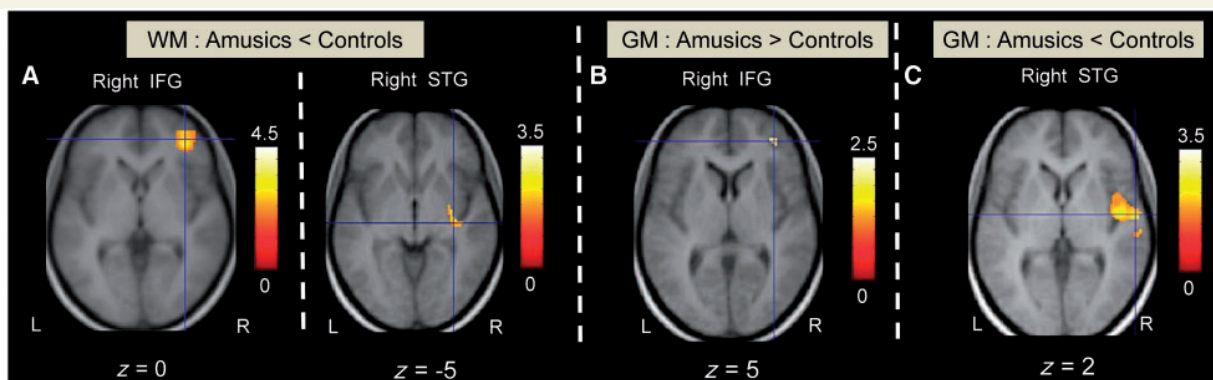 WM : Amusics < Controls
GM : Amusics > Controls
GM : Amusics < Controls
A
Right IFG
Right STG
B
Right IFG
C
Right STG
4.5
0
3.5
0
2.5
0
3.5
0
L
R
L
R
L
R
z = 0
z = -5
z = 5
z = 2